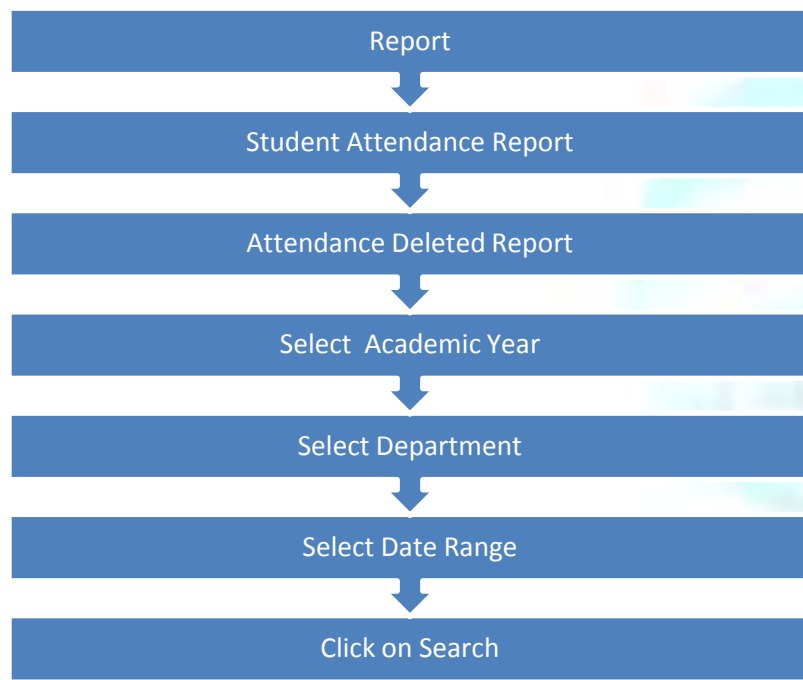 Report
Student Attendance Report
Attendance Deleted Report
Select  Academic Year
Select Department
Select Date Range
Click on Search